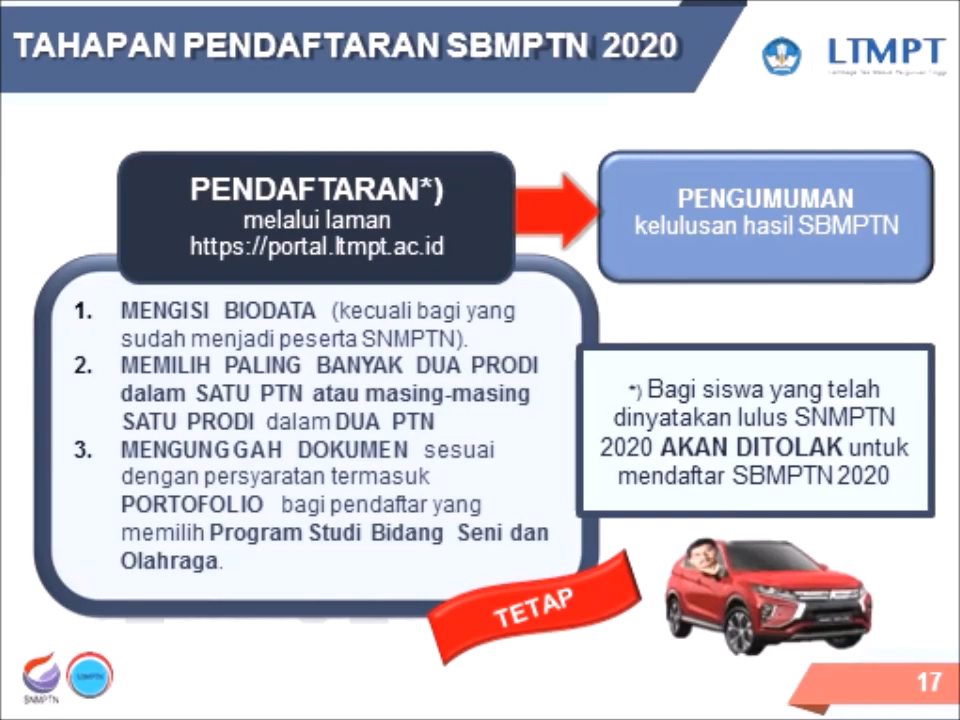 TAHAPAN PENDAFTARAN SBMPTN 2020
LTMPT
PENDAFTARAN*)
melalui laman
https://portal.ltmpt.ac.id
PENGUMUMAN
kelulusan hasil SBMPTN
1. MENGISI BIODATA (kecuali bagi yang
sudah menjadi peserta SNMPTN).
2. MEMILIH PALING BANYAK DUA PRODI
dalam SATU PTN atau masing-masing
SATU PRODI dalam DUA PTN
3. MENGUNGGAH DOKUMEN sesuai
dengan persyaratan termasuk
PORTOFOLIO bagi pendaftar yang
memilih Program Studi Bidang Seni dan
Olahraga.
*) Bagi siswa yang telah
dinyatakan lulus SNMPTN
2020 AKAN DITOLAK untuk
mendaftar SBMPTN 2020
TETAP
SNMPTN
17